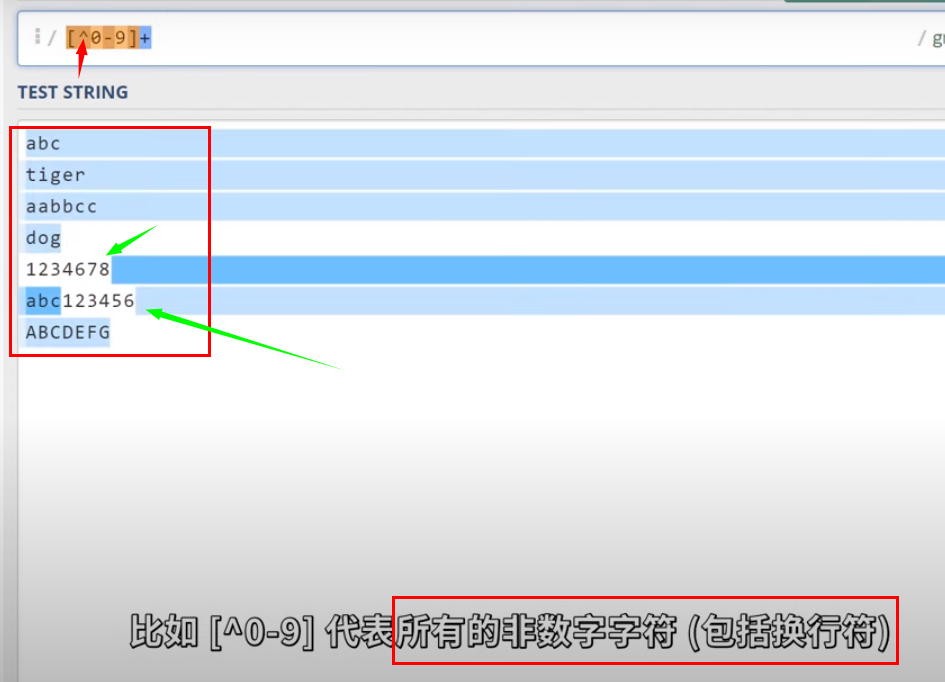 / [^0-9]+ / g
TEST STRING
abc
tiger
aabbcc
dog
1234678
abc123456
ABCDEFG
比如 [^0-9] 代表所有的非数字字符 (包括换行符)